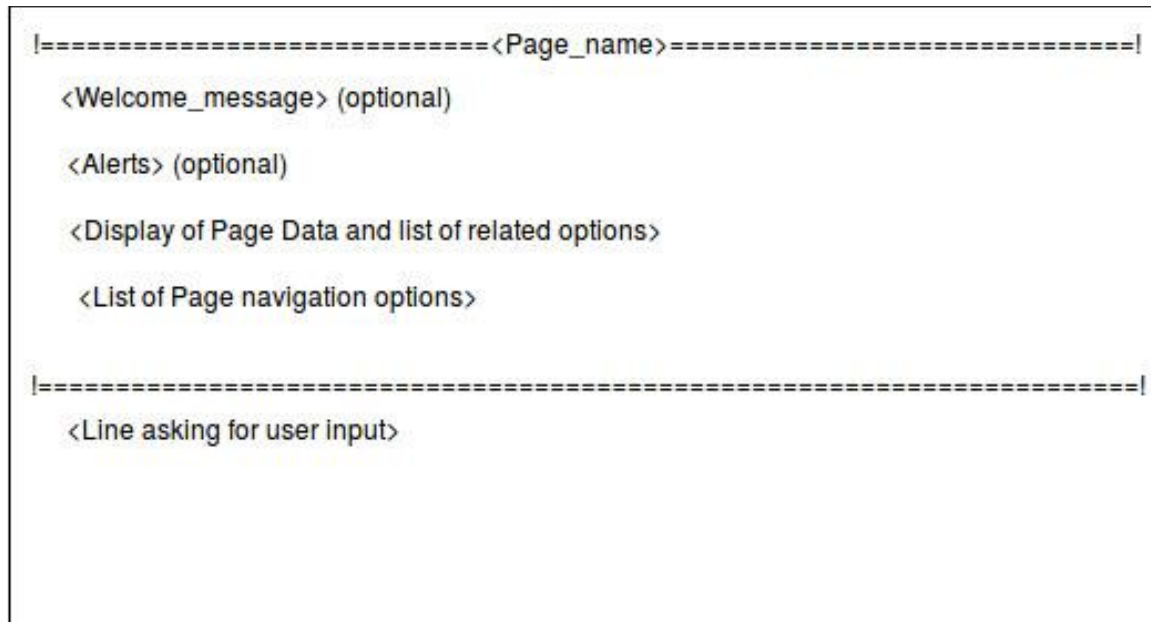 !=============================<Page_name>==============================!
<Welcome_message> (optional)
<Alerts> (optional)
<Display of Page Data and list of related options>
<List of Page navigation options>
!=======================================================================!
<Line asking for user input>